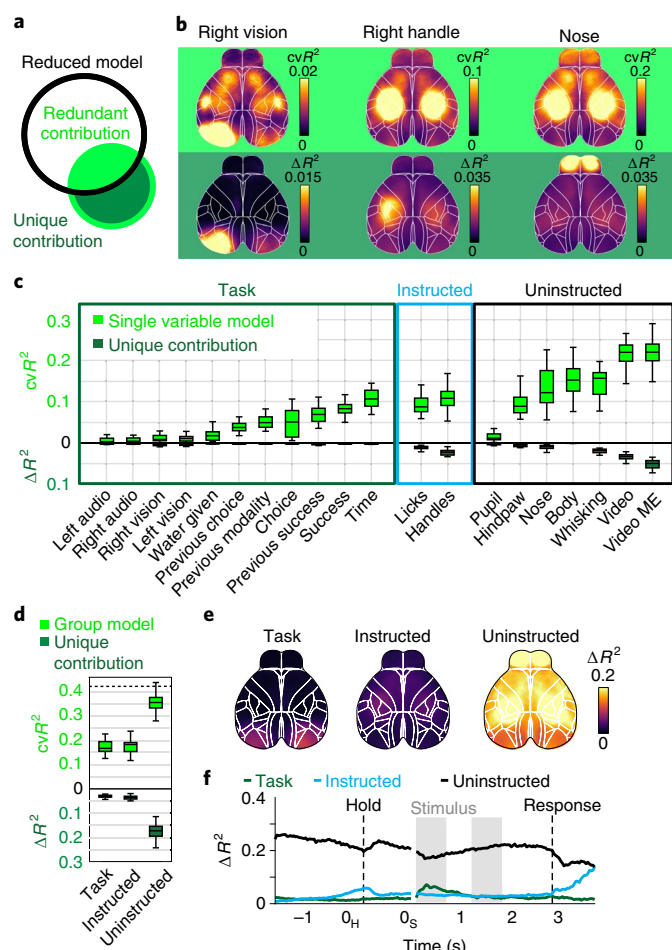 a
Reduced model
Redundant
contribution
Unique
contribution
b
Right vision
Right handle
Nose
cvR²
0.02
0
cvR²
0.1
0
cvR²
0.2
0
ΔR²
0.015
0
ΔR²
0.035
0
ΔR²
0.035
0
c
Task
Instructed
Uninstructed
Single variable model
Unique contribution
cvR²
ΔR²
0.3
0.2
0.1
0
0.1
Left audio
Right audio
Right vision
Left vision
Water given
Previous choice
Previous modality
Choice
Previous success
Success
Time
Licks
Handles
Pupil
Hindpaw
Nose
Body
Whisking
Video
Video ME
d
Group model
Unique
contribution
cvR²
ΔR²
0.4
0.3
0.2
0.1
0
0.1
0.2
0.3
Task
Instructed
Uninstructed
e
Task
Instructed
Uninstructed
ΔR²
0.2
0
f
Task
Instructed
Uninstructed
Hold
Stimulus
Response
ΔR²
0.4
0.2
0
−1
0H
0S
1
2
3
Time (s)